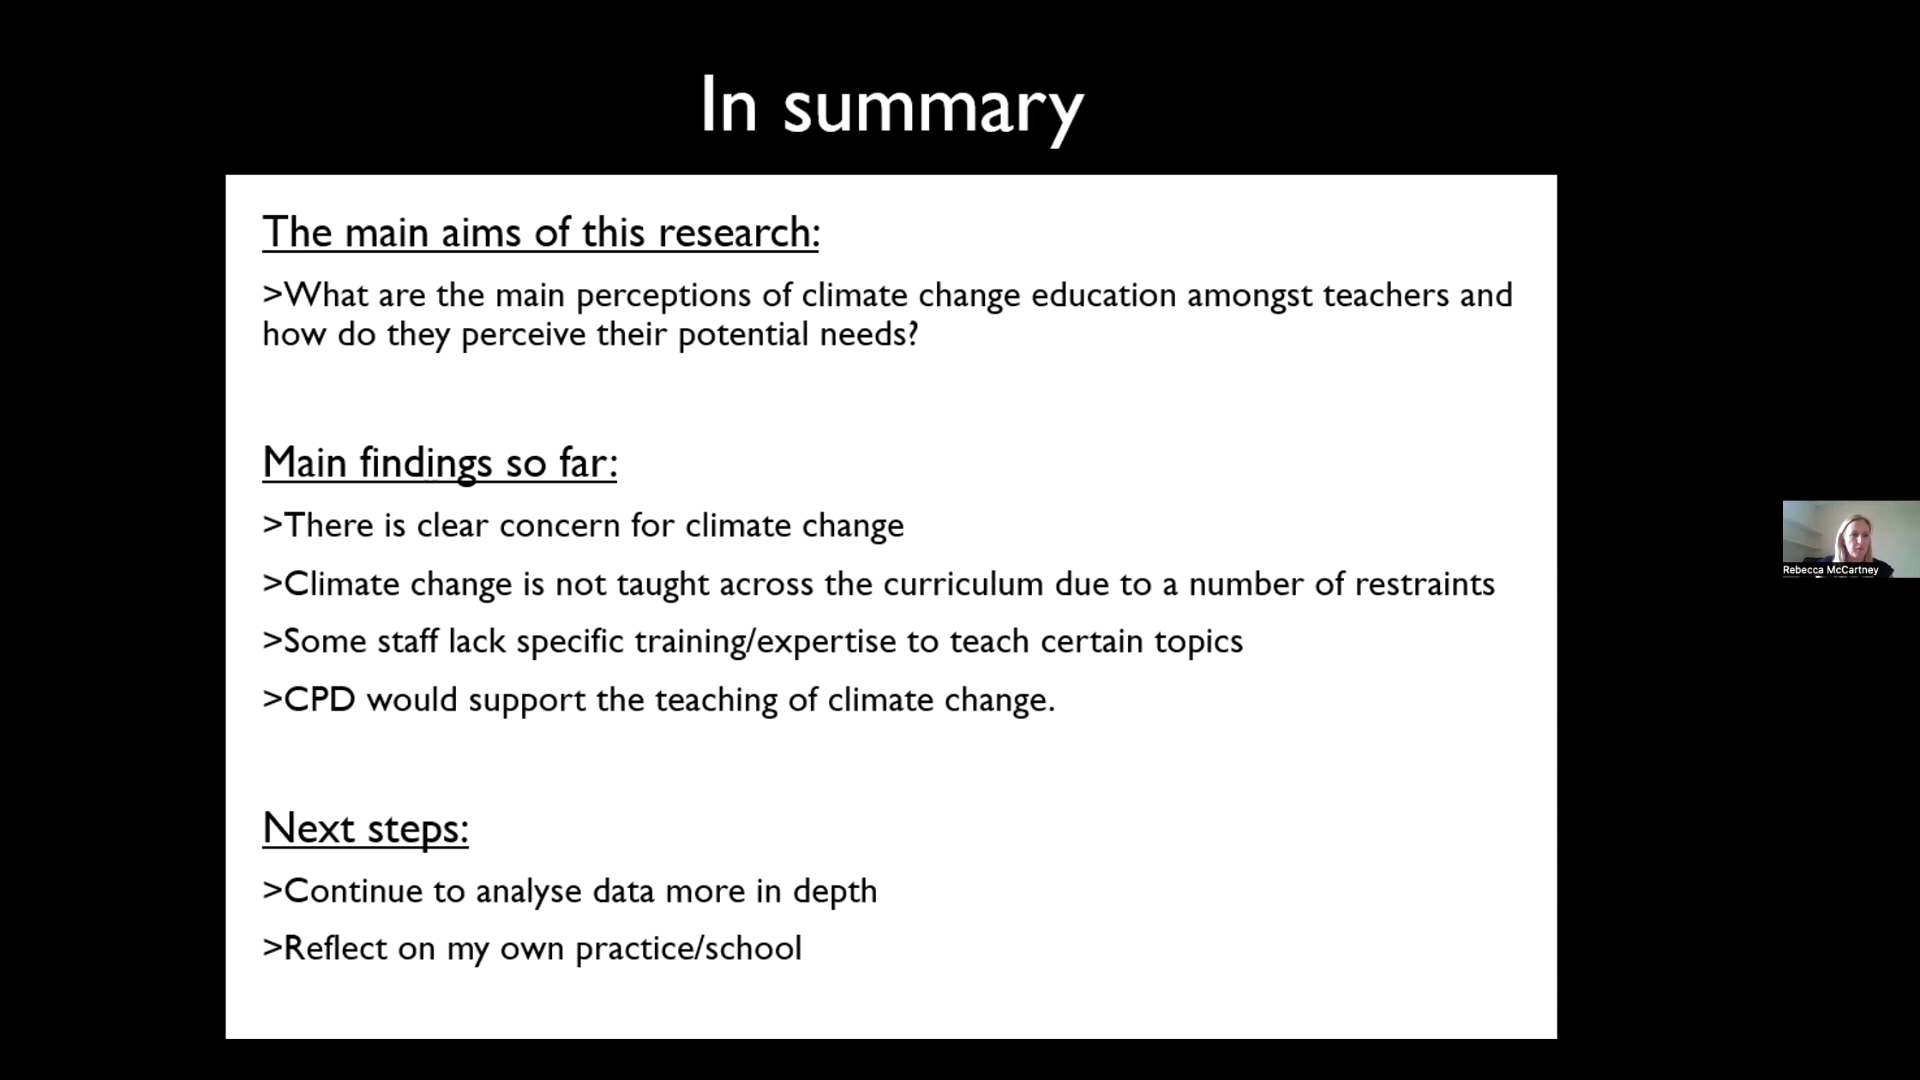 In summary
The main aims of this research:
>What are the main perceptions of climate change education amongst teachers and
how do they perceive their potential needs?
Main findings so far:
>There is clear concern for climate change
>Climate change is not taught across the curriculum due to a number of restraints
>Some staff lack specific training/expertise to teach certain topics
>CPD would support the teaching of climate change.
Next steps:
>Continue to analyse data more in depth
>Reflect on my own practice/school
Rebecca McCartney